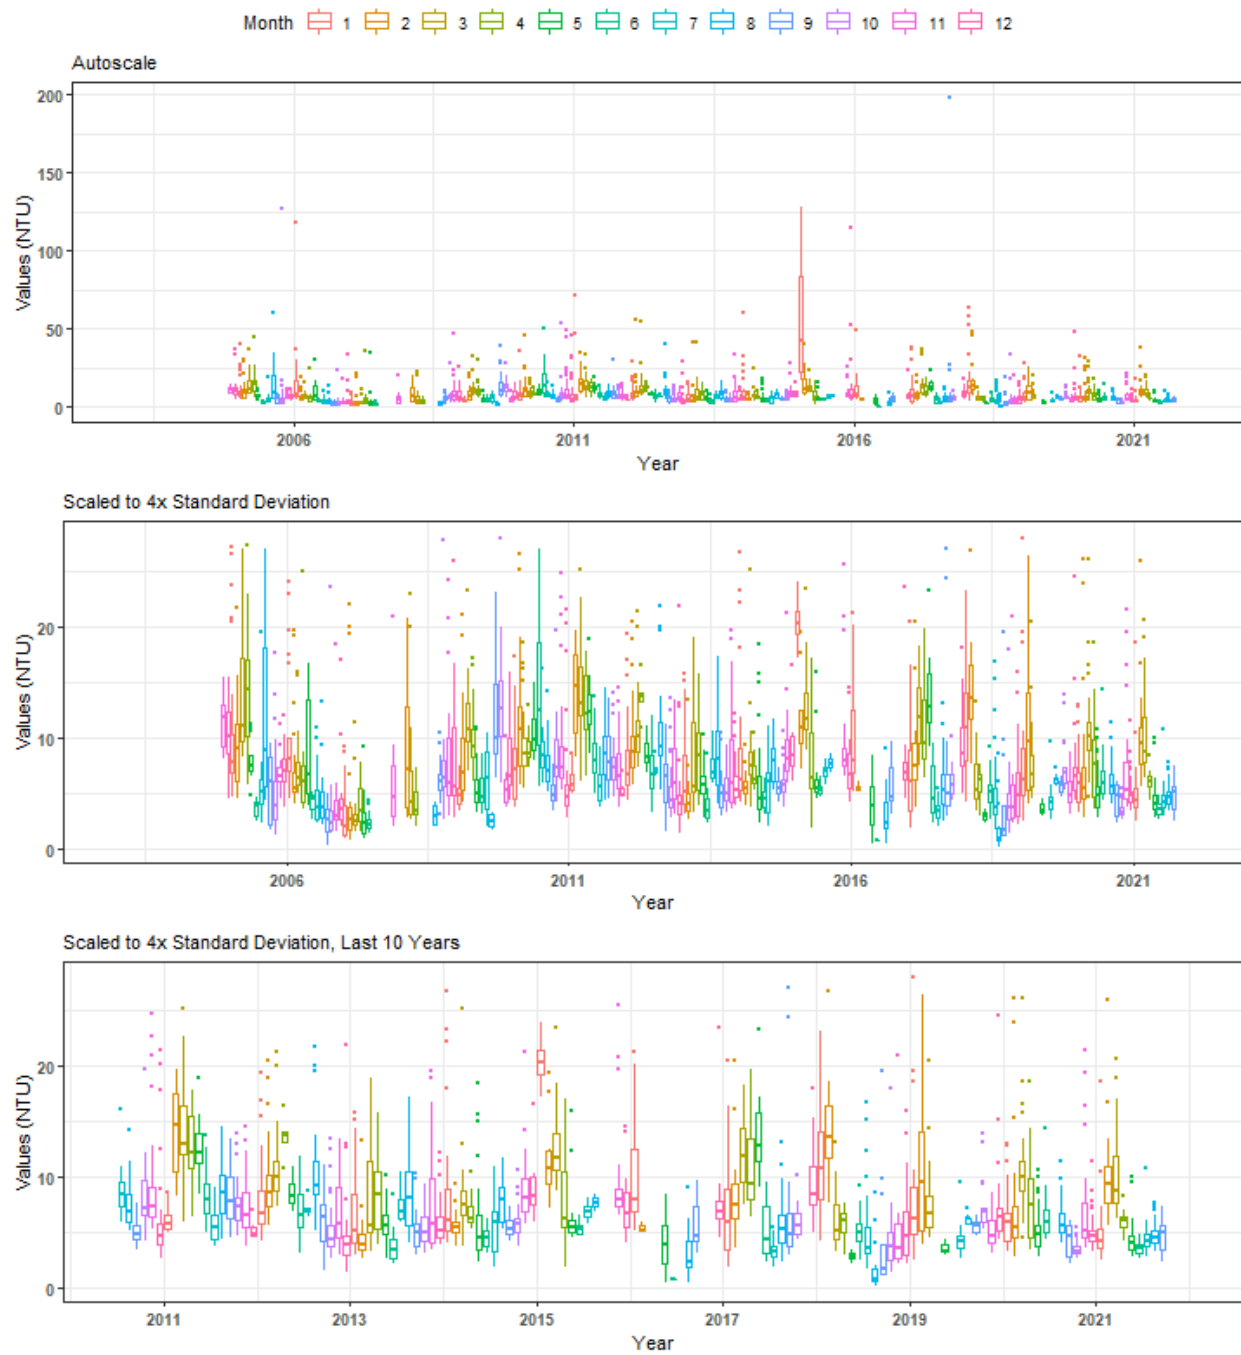 Month 1 2 3 4 5 6 7 8 9 10 11 12
Autoscale
Values (NTU)
200
150
100
50
0
2006 2011 2016 2021
Year
Scaled to 4x Standard Deviation
Values (NTU)
20
10
0
2006 2011 2016 2021
Year
Scaled to 4x Standard Deviation, Last 10 Years
Values (NTU)
20
10
0
2011 2013 2015 2017 2019 2021
Year